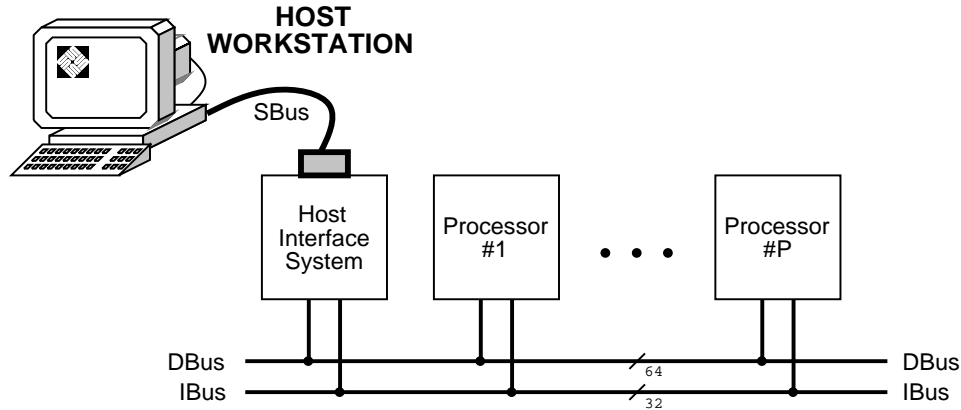 HOST
WORKSTATION
SBus
Host
Interface
System
Processor
#1
Processor
#P
DBus
64
DBus
IBus
32
IBus